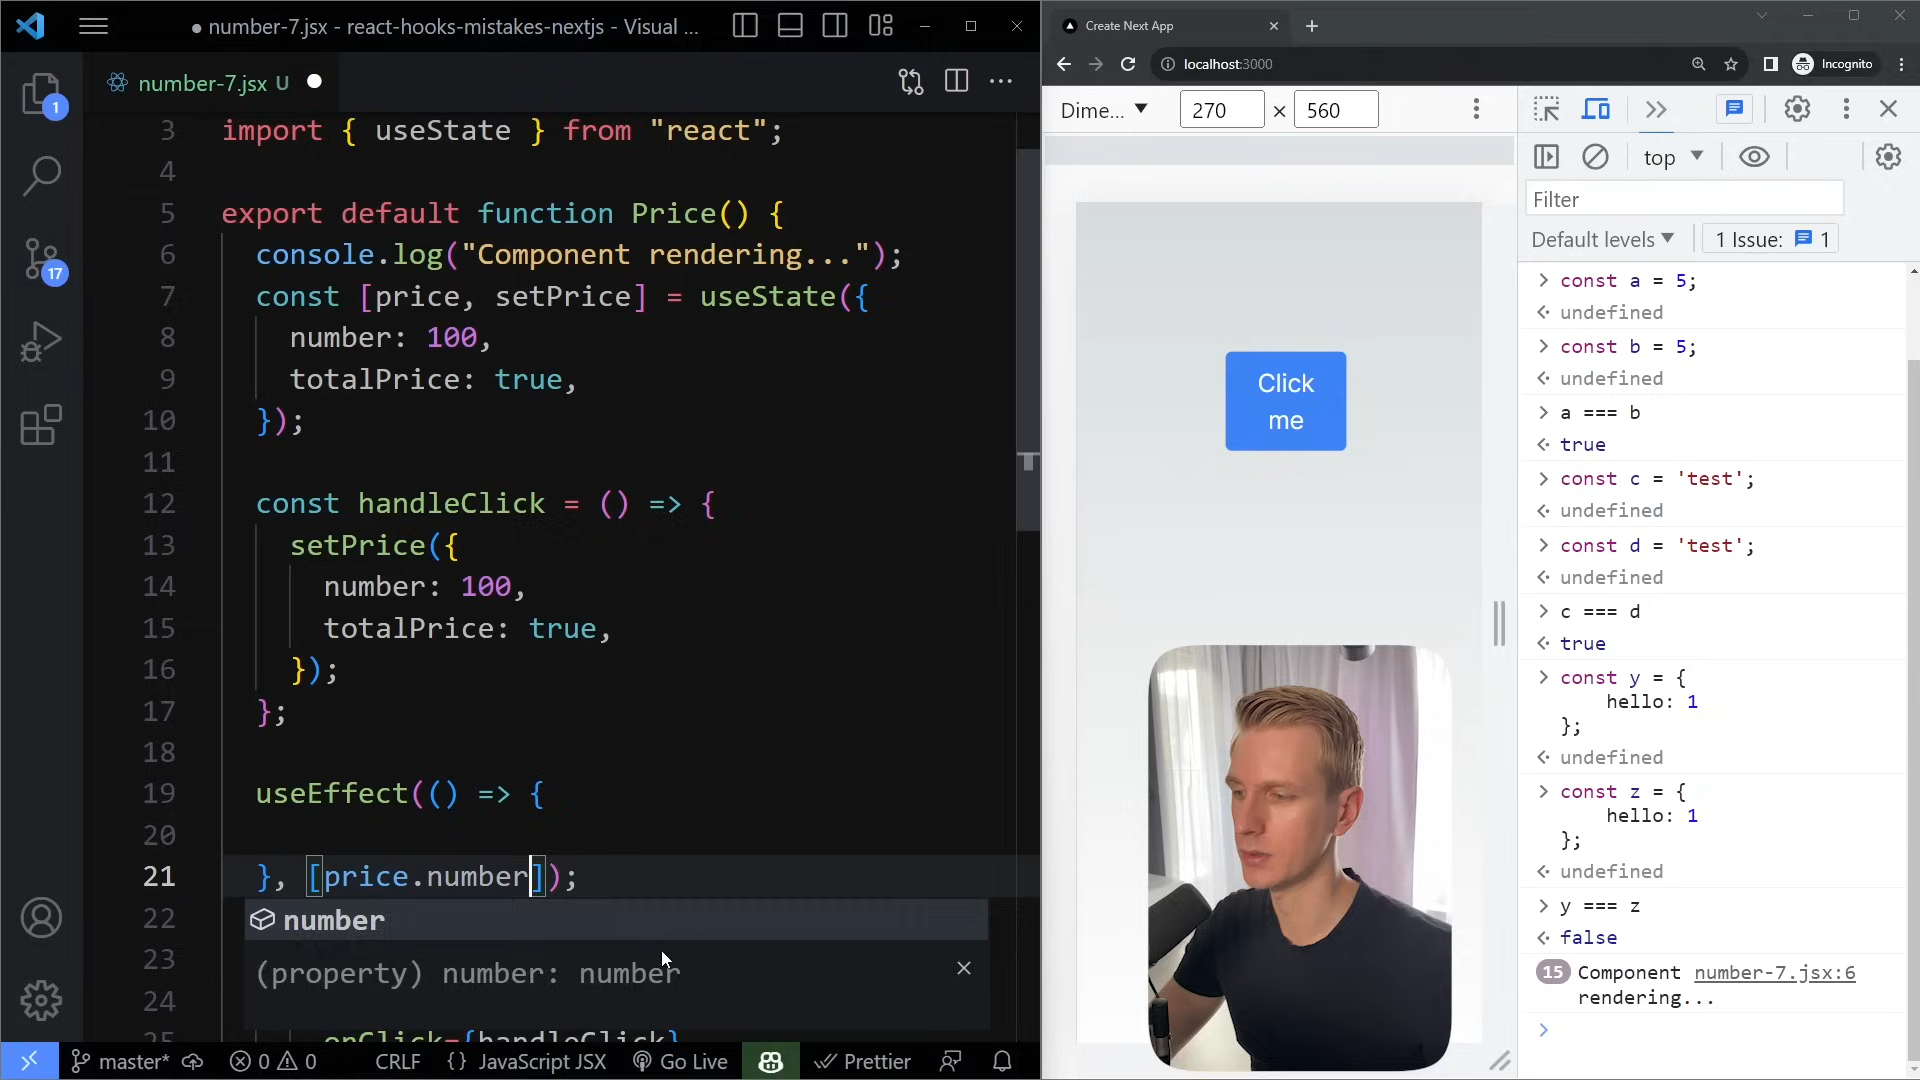 number-7.jsx - react-hooks-mistakes-nextjs - Visual ...
number-7.jsx U
1
17
3 import { useState } from "react";
4
5 export default function Price() {
6 console.log("Component rendering...");
7 const [price, setPrice] = useState({
8 number: 100,
9 totalPrice: true,
10 });
11
12 const handleClick = () => {
13 setPrice({
14 number: 100,
15 totalPrice: true,
16 });
17 };
18
19 useEffect(() => {
20
21 }, [price.number]);
22 number
23 (property) number: number
24
25 onClick={handleClick}
master* 0 0 CRLF {} JavaScript JSX Go Live Prettier
Create Next App
localhost:3000 Incognito
Dime... 270 × 560
Click
me
top
Filter
Default levels 1 Issue: 1
const a = 5;
undefined
const b = 5;
undefined
a === b
true
const c = 'test';
undefined
const d = 'test';
undefined
c === d
true
const y = {
hello: 1
};
undefined
const z = {
hello: 1
};
undefined
y === z
false
15 Component number-7.jsx:6
rendering...